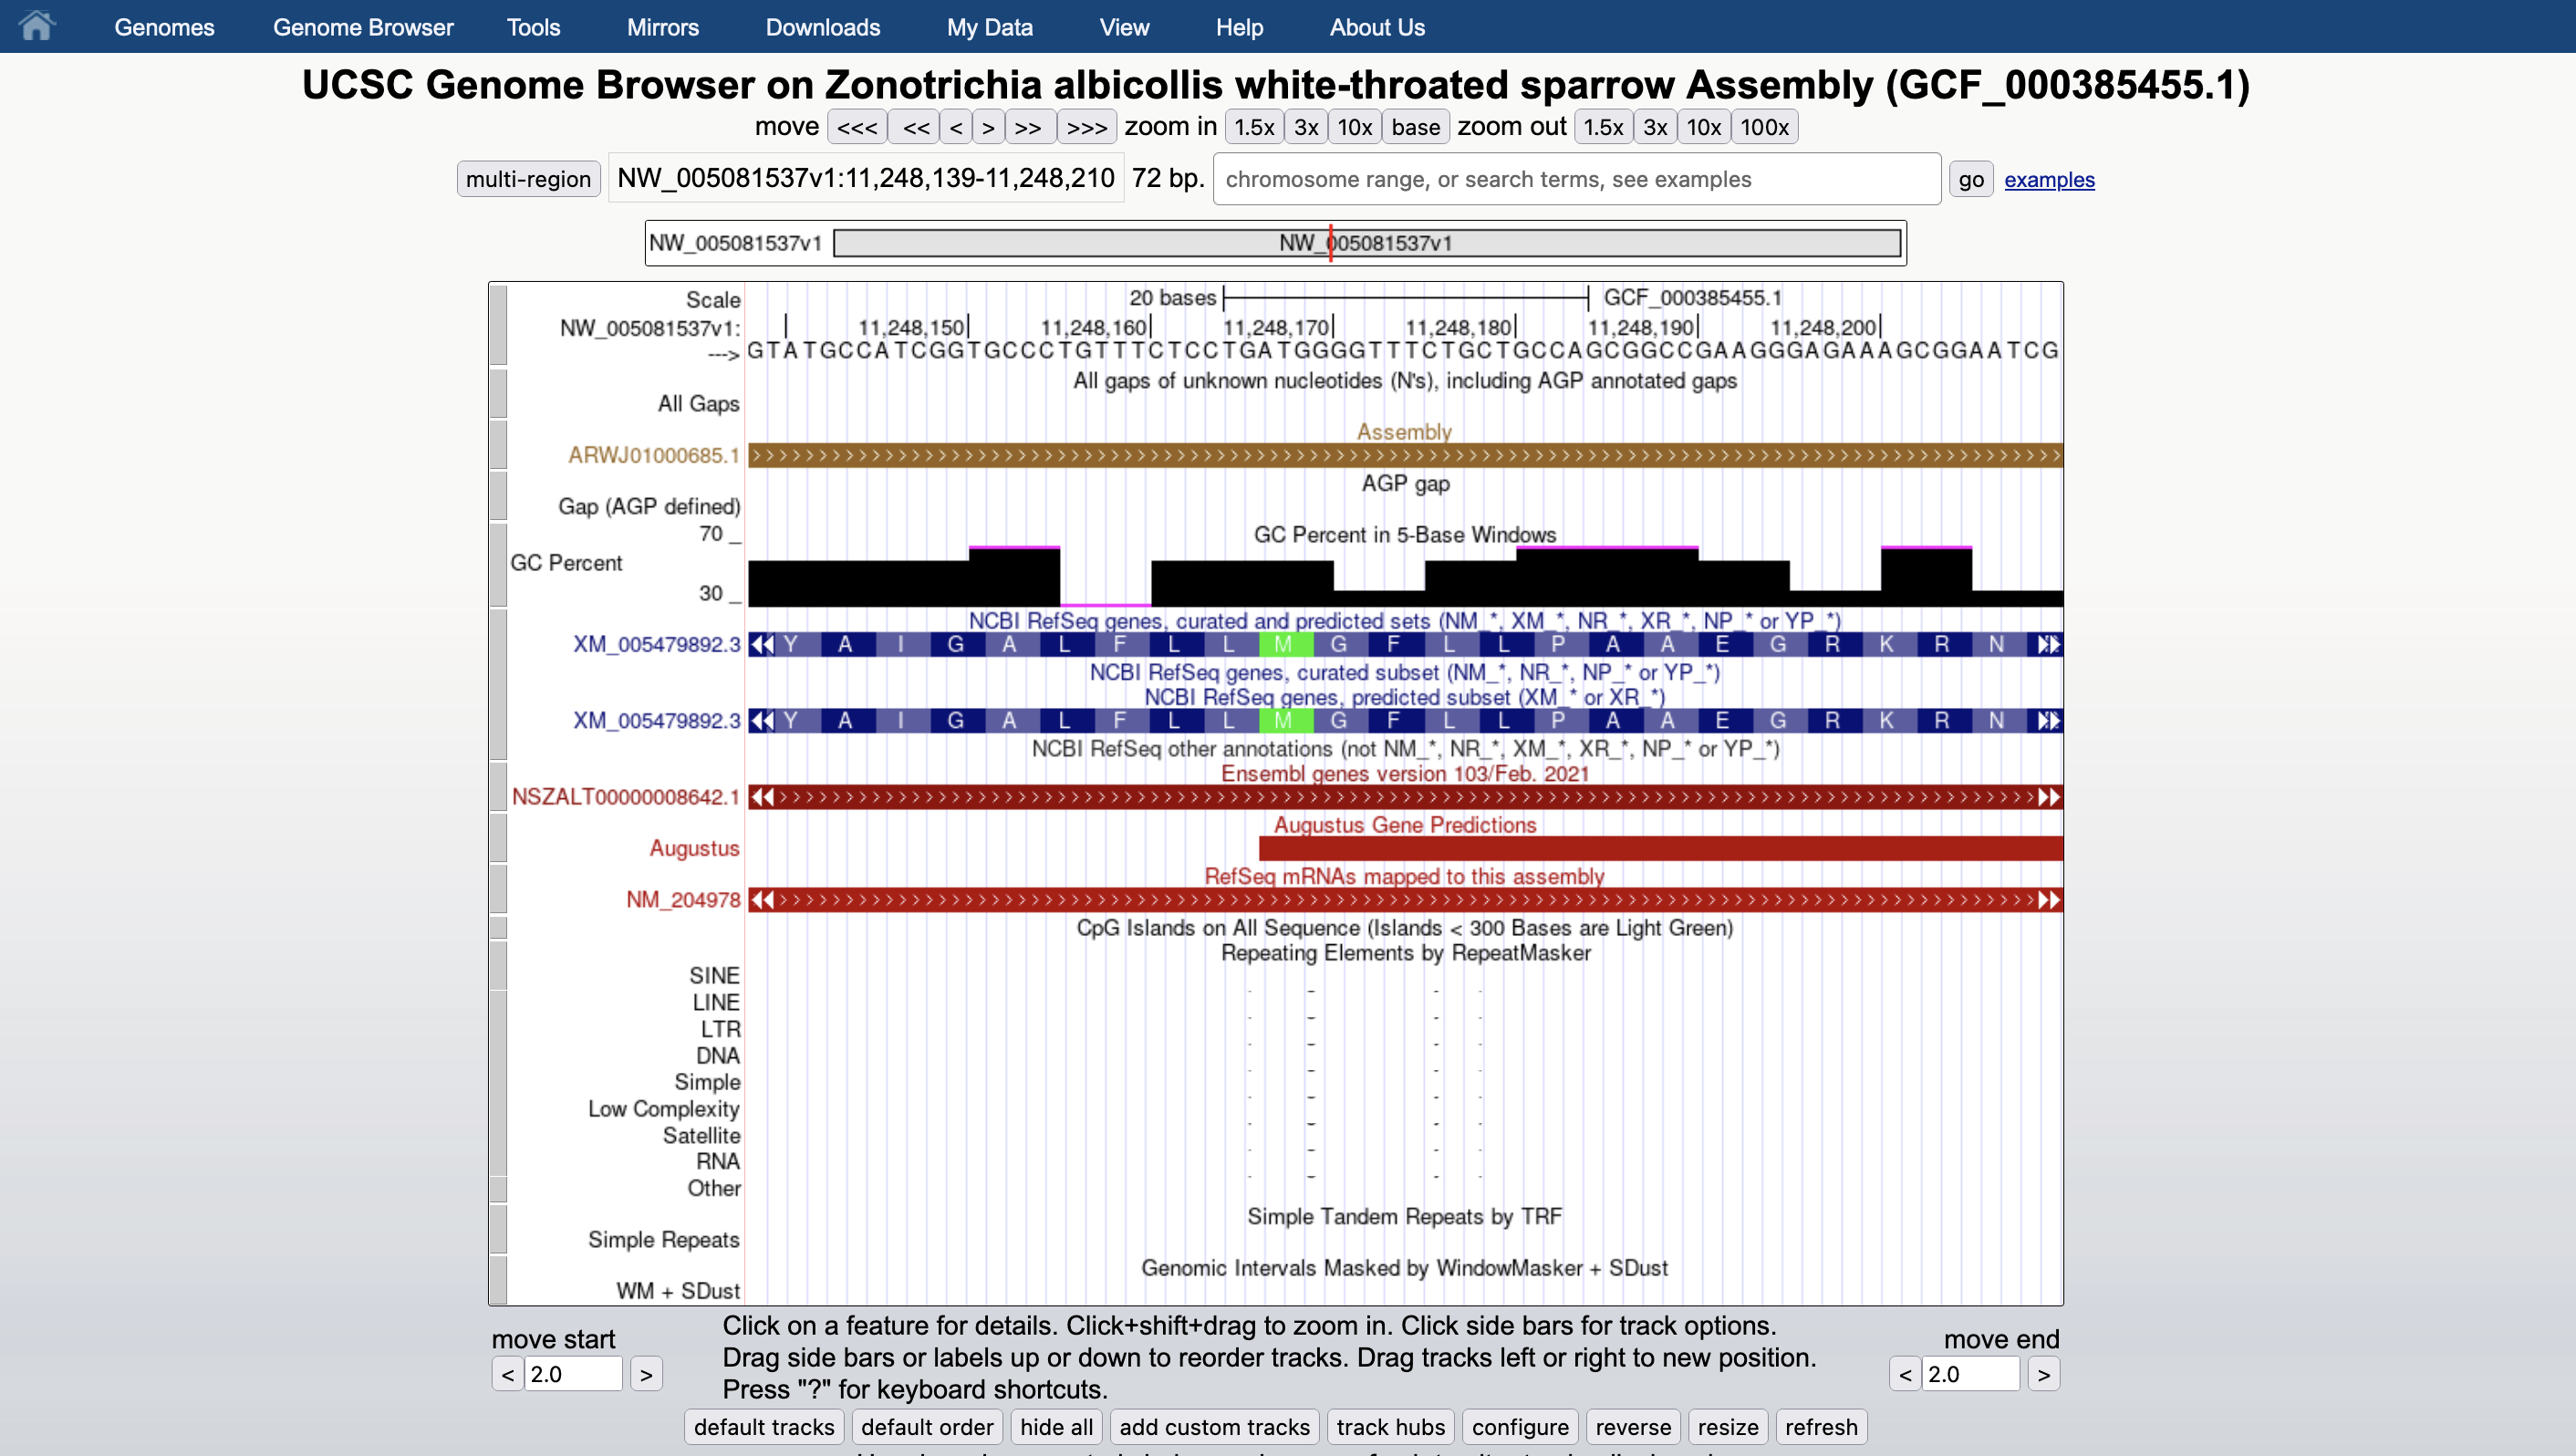 Genomes Genome Browser Tools Mirrors Downloads My Data View Help About Us
UCSC Genome Browser on Zonotrichia albicollis white-throated sparrow Assembly (GCF_000385455.1)
move <<< << < > >> >>> zoom in 1.5x 3x 10x base zoom out 1.5x 3x 10x 100x
multi-region NW_005081537v1:11,248,139-11,248,210 72 bp. chromosome range, or search terms, see examples go examples
NW_005081537v1 NW_005081537v1
Scale 20 bases GCF_000385455.1
NW_005081537v1: 11,248,150 11,248,160 11,248,170 11,248,180 11,248,190 11,248,200
---> GTATGCCATCGGTGCCCTGTTTCTCCTGATGGGGTTTCTGCTGCCAGCGGCCGAAGGGAGAAAGCGGAATCG
All gaps of unknown nucleotides (N's), including AGP annotated gaps
All Gaps
Assembly
ARWJ01000685.1
AGP gap
Gap (AGP defined)
70 _ GC Percent in 5-Base Windows
GC Percent
30 _
NCBI RefSeq genes, curated and predicted sets (NM_*, XM_*, NR_*, XR_*, NP_* or YP_*)
XM_005479892.3 Y A I G A L F L L M G F L L P A A E G R K R N
NCBI RefSeq genes, curated subset (NM_*, NR_*, NP_* or YP_*)
NCBI RefSeq genes, predicted subset (XM_* or XR_*)
XM_005479892.3 Y A I G A L F L L M G F L L P A A E G R K R N
NCBI RefSeq other annotations (not NM_*, NR_*, XM_*, XR_*, NP_* or YP_*)
Ensembl genes version 103/Feb. 2021
NSZALT00000008642.1
Augustus Gene Predictions
Augustus
RefSeq mRNAs mapped to this assembly
NM_204978
CpG Islands on All Sequence (Islands < 300 Bases are Light Green)
Repeating Elements by RepeatMasker
SINE
LINE
LTR
DNA
Simple
Low Complexity
Satellite
RNA
Other
Simple Tandem Repeats by TRF
Simple Repeats
Genomic Intervals Masked by WindowMasker + SDust
WM + SDust
move start
< 2.0 >
Click on a feature for details. Click+shift+drag to zoom in. Click side bars for track options.
Drag side bars or labels up or down to reorder tracks. Drag tracks left or right to new position.
Press "?" for keyboard shortcuts.
move end
< 2.0 >
default tracks default order hide all add custom tracks track hubs configure reverse resize refresh